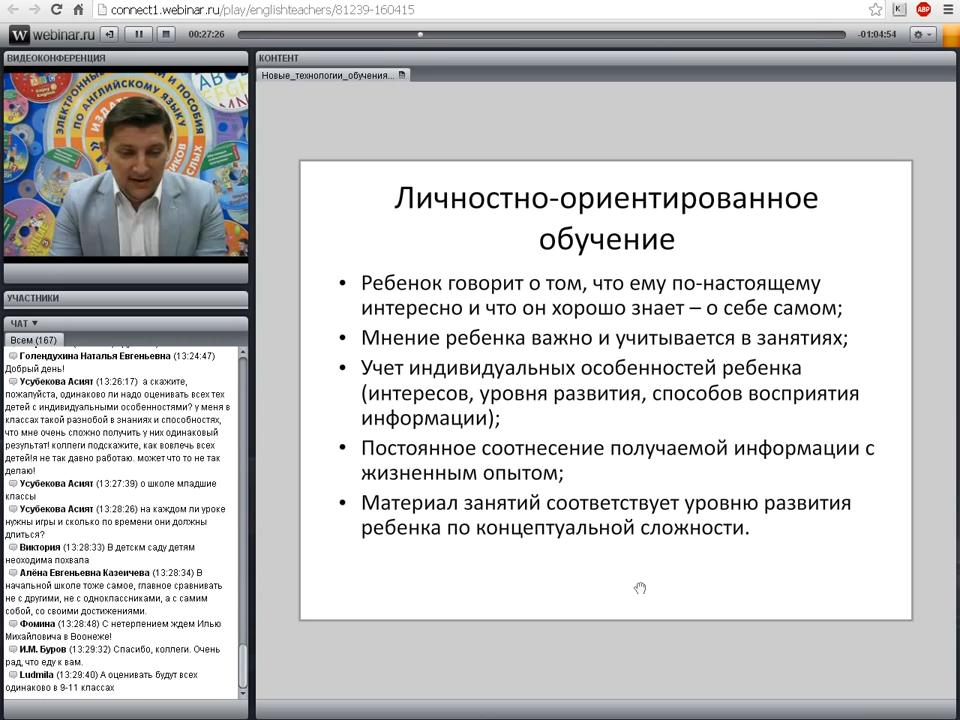 connect1.webinar.ru/play/englishteachers/81239-160415
webinar.ru
00:27:26
-01:04:54
ВИДЕОКОНФЕРЕНЦИЯ
КОНТЕНТ
Новые_технологии_обучения...
ЭЛЕКТРОННЫЕ
И ПОСОБИЯ
ПО АНГЛИЙСКОМУ ЯЗЫКУ
Личностно-ориентированное
обучение
• Ребенок говорит о том, что ему по-настоящему
интересно и что он хорошо знает – о себе самом;
• Мнение ребенка важно и учитывается в занятиях;
• Учет индивидуальных особенностей ребенка
(интересов, уровня развития, способов восприятия
информации);
• Постоянное соотнесение получаемой информации с
жизненным опытом;
• Материал занятий соответствует уровню развития
ребенка по концептуальной сложности.
УЧАСТНИКИ
ЧАТ
Всем (167)
Голендухина Наталья Евгеньевна (13:24:47)
Добрый день!
Усубекова Асият (13:26:17) а скажите,
пожалуйста, одинаково ли надо оценивать всех тех
детей с индивидуальными особенностями? у меня в
классах такой разнобой в знаниях и способностях,
что мне очень сложно получить у них одинаковый
результат! коллеги подскажите, как вовлечь всех
детей!я не так давно работаю. может что то не так
делаю!
Усубекова Асият (13:27:39) о школе младшие
классы
Усубекова Асият (13:28:26) на каждом ли уроке
нужны игры и сколько по времени они должны
длиться?
Виктория (13:28:33) В детскм саду детям
неоходима похвала
Алёна Евгеньевна Казеичева (13:28:34) В
начальной школе тоже самое, главное сравнивать
не с другими, не с одноклассниками, а с самим
собой, со своими достижениями.
Фомина (13:28:48) С нетерпением ждем Илью
Михайловича в Воонеже!
И.М. Буров (13:29:32) Спасибо, коллеги. Очень
рад, что еду к вам.
Ludmila (13:29:40) А оценивать будут всех
одинаково в 9-11 классах